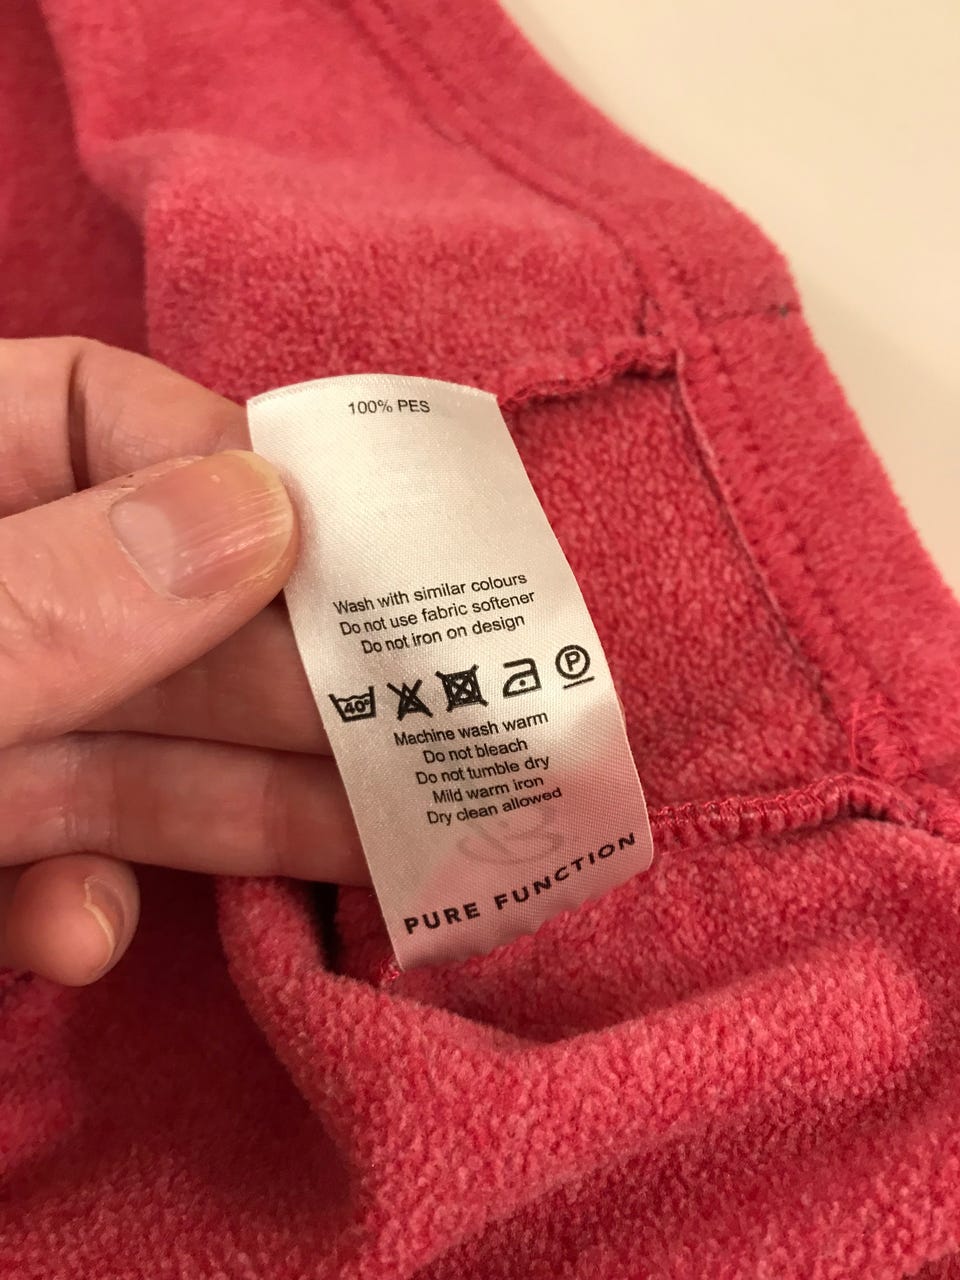 100% PES
Wash with similar colours
Do not use fabric softener
Do not iron on design
40° P
Machine wash warm
Do not bleach
Do not tumble dry
Mild warm iron
Dry clean allowed
PURE FUNCTION